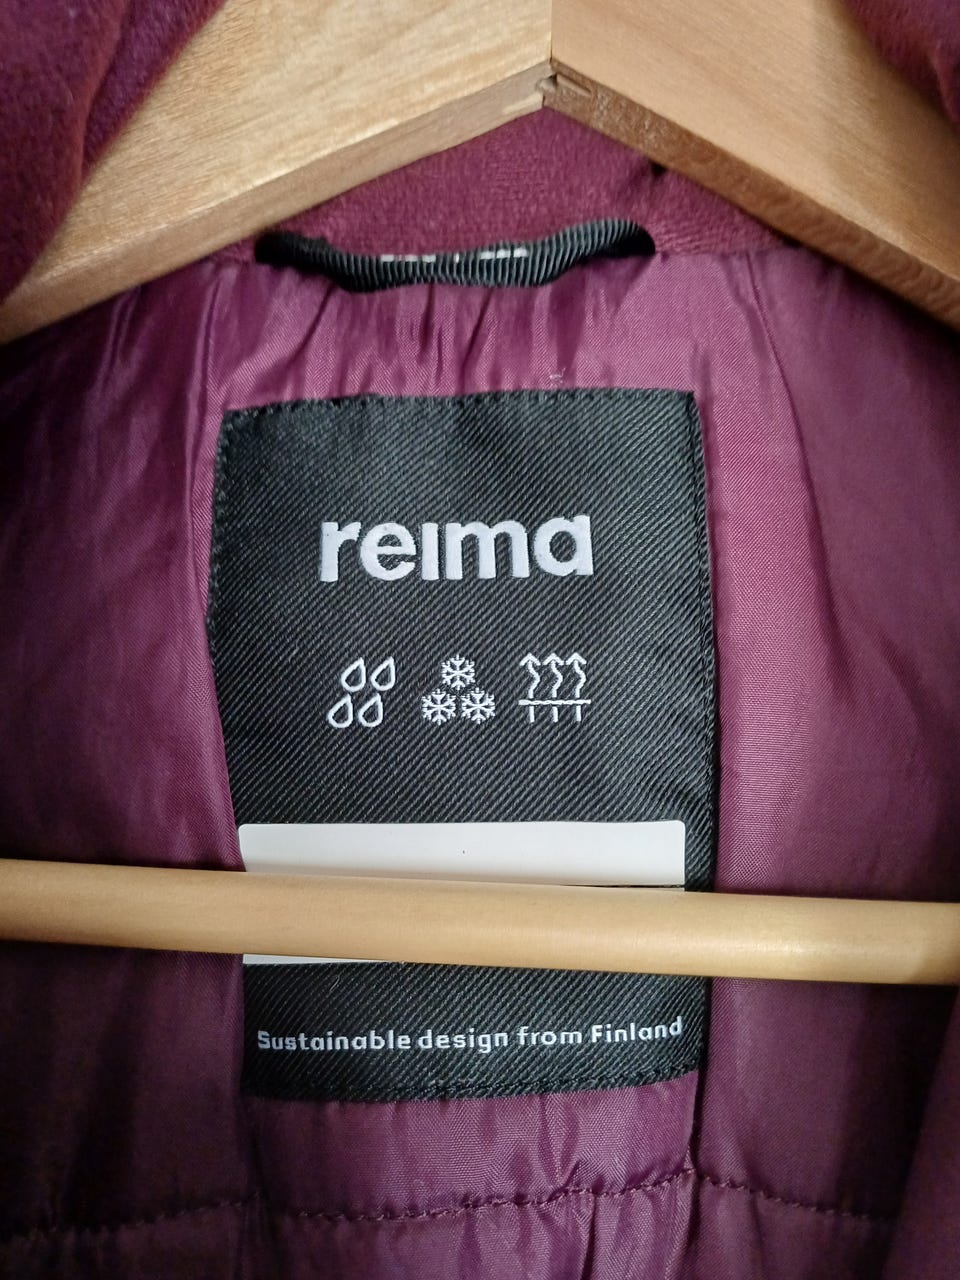 reima
Sustainable design from Finland